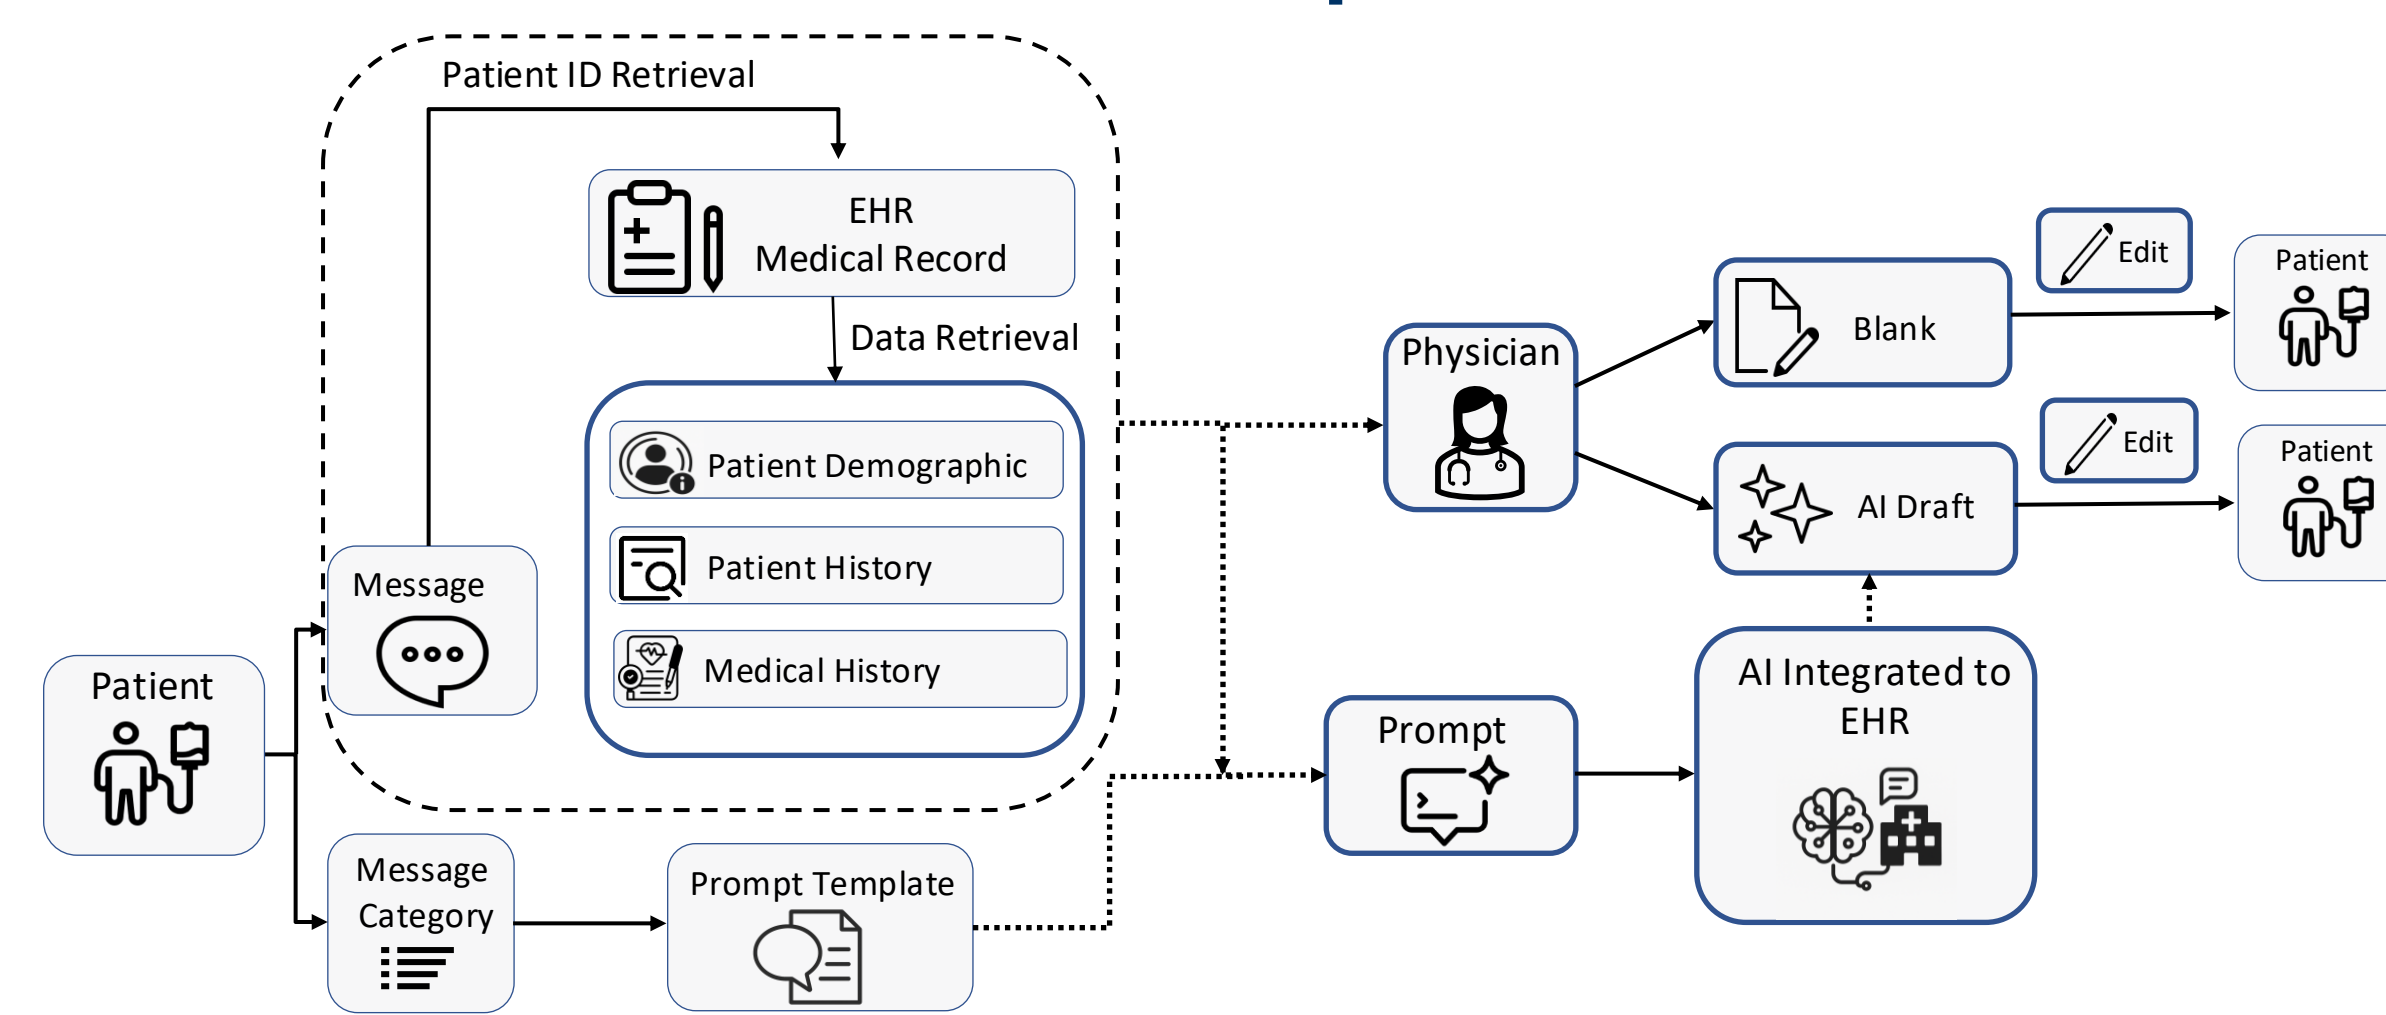 Patient ID Retrieval
EHR
Medical Record
Data Retrieval
Patient Demographic
Patient History
Medical History
Message
Patient
Message
Category
Prompt Template
Physician
Blank
Edit
Patient
AI Draft
Edit
Patient
Prompt
AI Integrated to
EHR